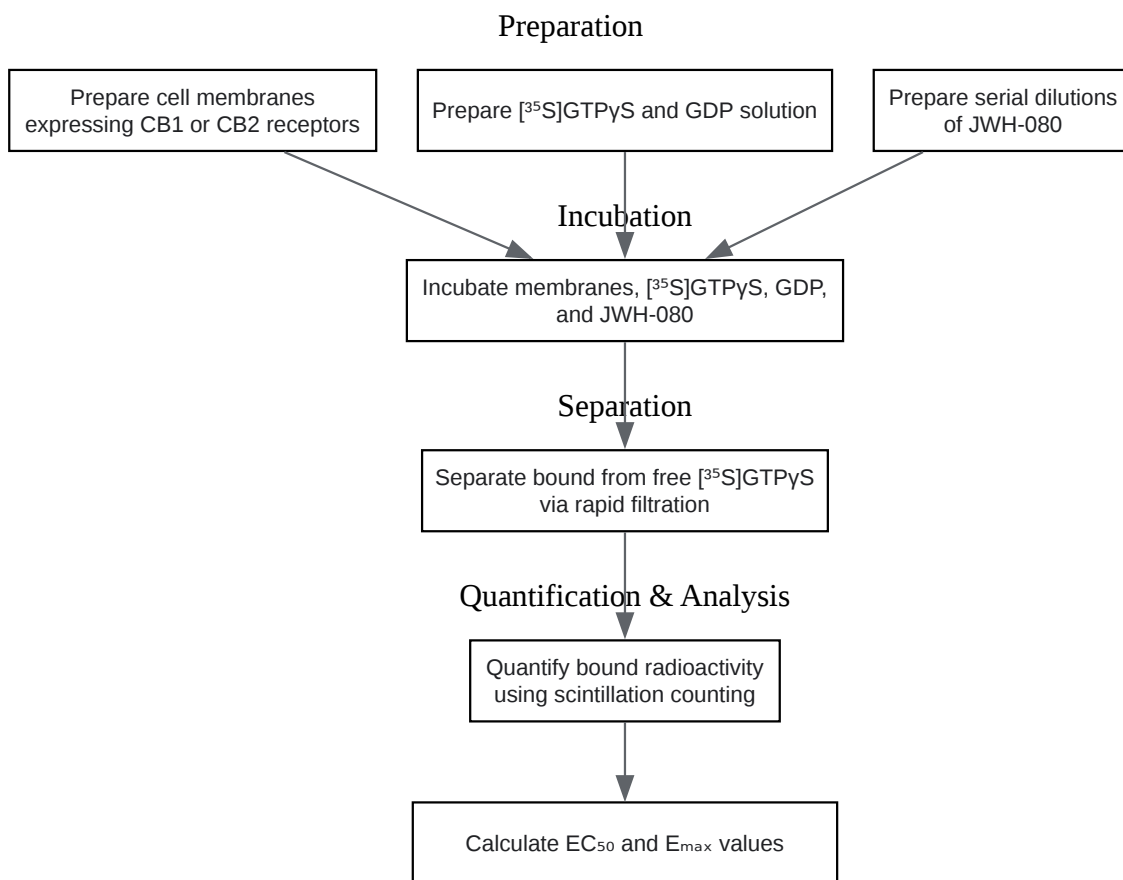 Preparation
Prepare cell membranes
expressing CB1 or CB2 receptors
Prepare [³⁵S]GTPγS and GDP solution
Prepare serial dilutions
of JWH-080
Incubation
Incubate membranes, [³⁵S]GTPγS, GDP,
and JWH-080
Separation
Separate bound from free [³⁵S]GTPγS
via rapid filtration
Quantification & Analysis
Quantify bound radioactivity
using scintillation counting
Calculate EC₅₀ and Eₘₐₓ values